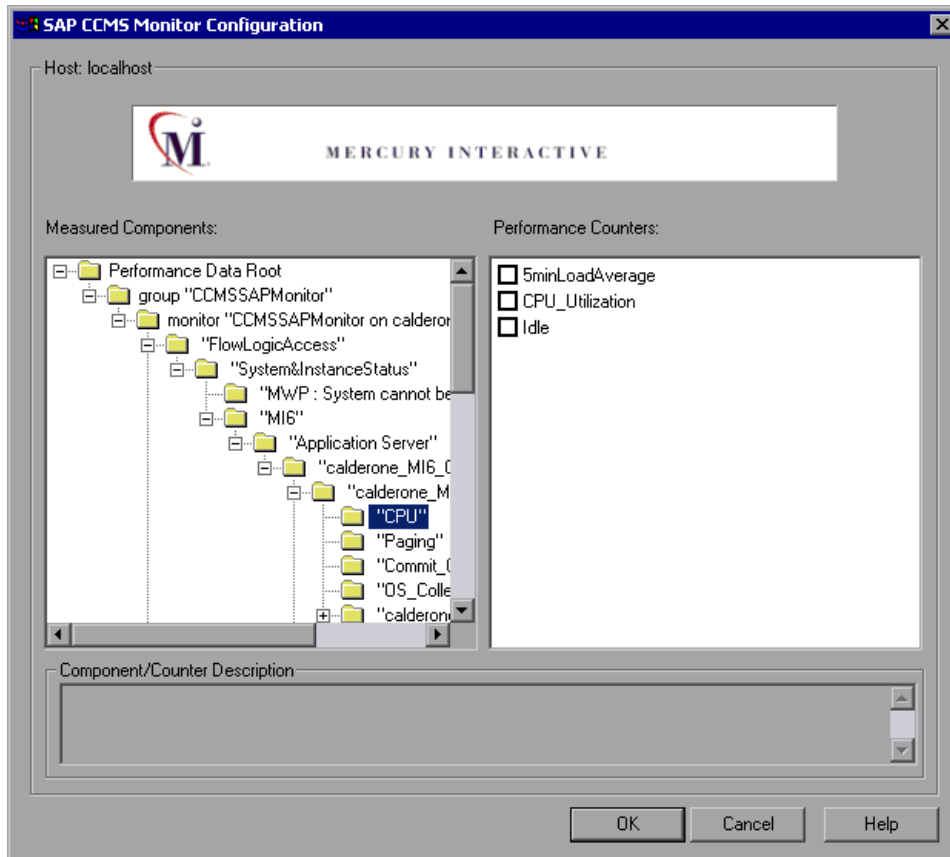 SAP CCMS Monitor Configuration
Host: localhost
M
MERCURY INTERACTIVE
Measured Components:
Performance Counters:
Performance Data Root
group "CCMSSAPMonitor"
monitor "CCMSSAPMonitor on calderor
"FlowLogicAccess"
"System&InstanceStatus"
"MWP : System cannot be
"MI6"
"Application Server"
"calderone_MI6_0
"calderone_M
"CPU"
"Paging"
"Commit_
"OS_Colle
"calderon
5minLoadAverage
CPU_Utilization
Idle
Component/Counter Description
OK
Cancel
Help